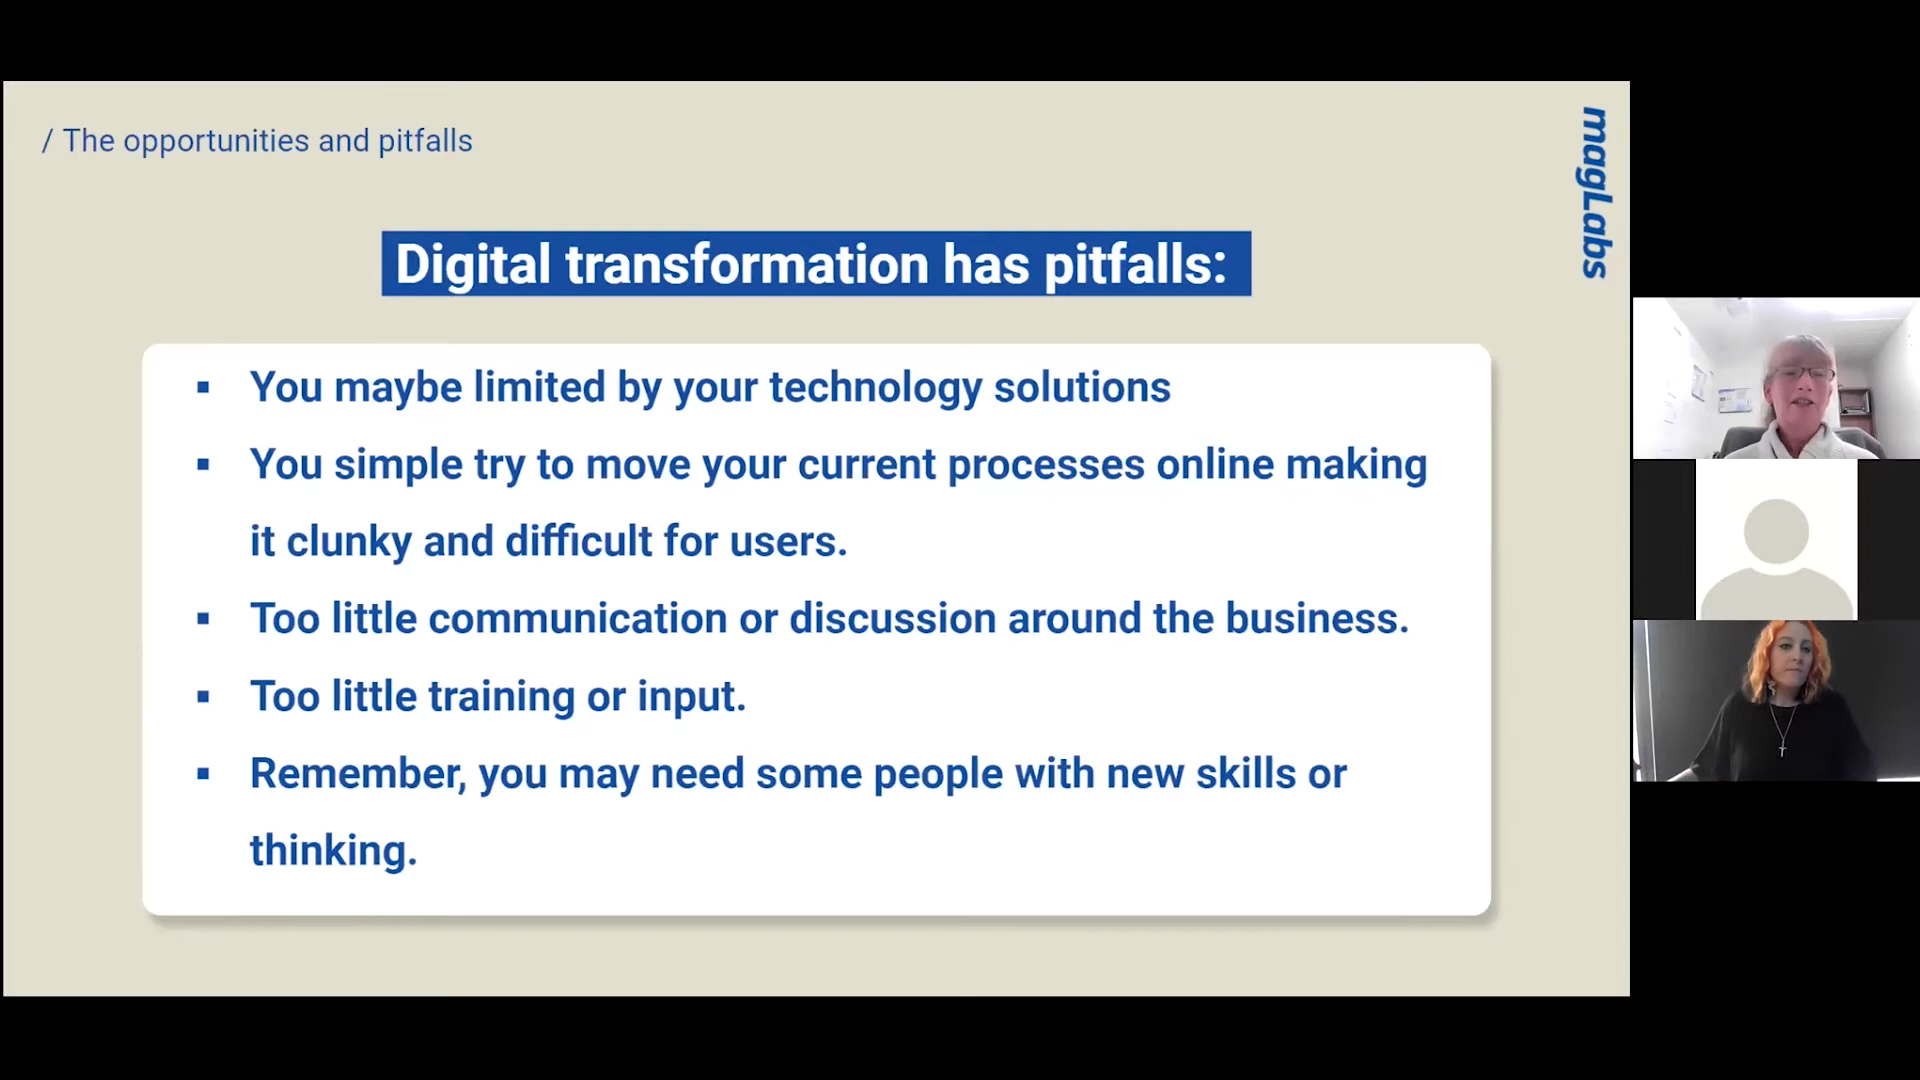 / The opportunities and pitfalls
magLabs
Digital transformation has pitfalls:
▪ You maybe limited by your technology solutions
▪ You simple try to move your current processes online making
it clunky and difficult for users.
▪ Too little communication or discussion around the business.
▪ Too little training or input.
▪ Remember, you may need some people with new skills or
thinking.